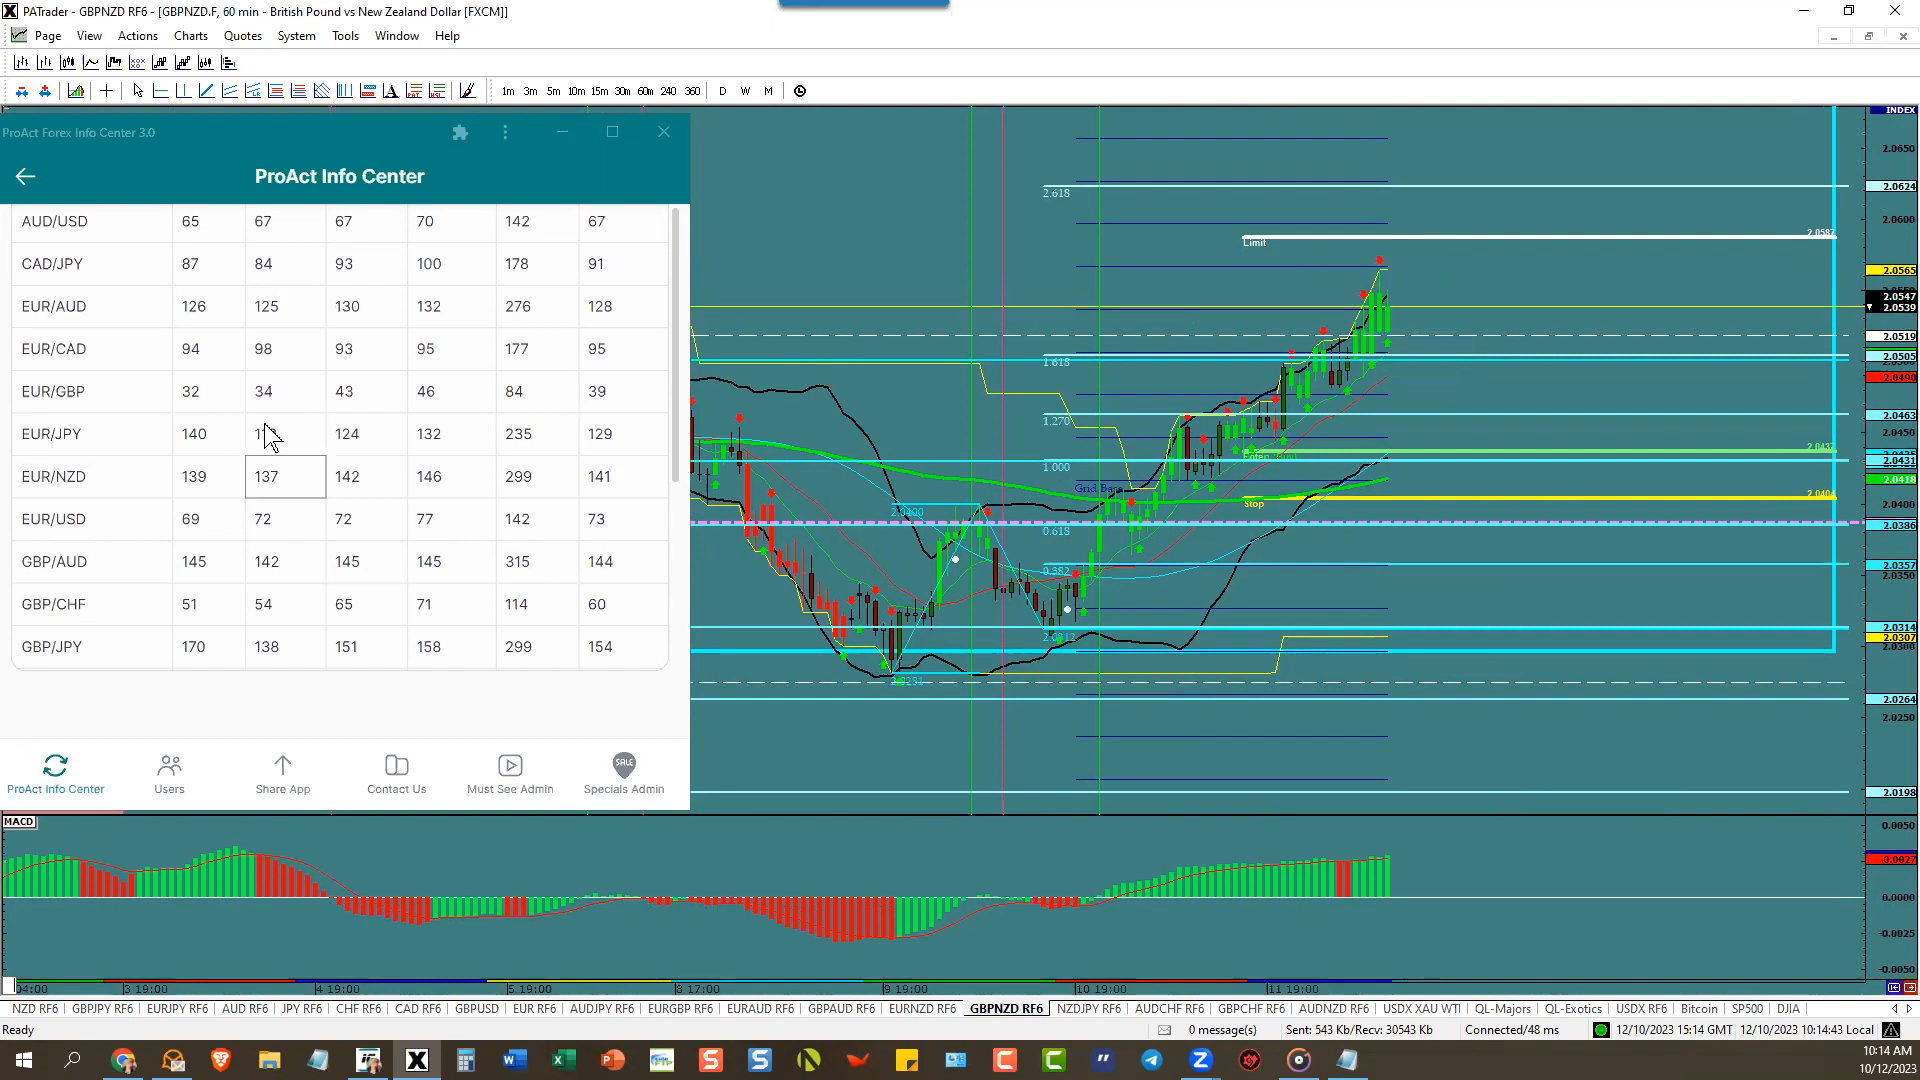 PATrader - GBPNZD RF6 - [GBPNZD.F, 60 min - British Pound vs New Zealand Dollar [FXCM]]
Page View Actions Charts Quotes System Tools Window Help
1m 3m 5m 10m 15m 30m 60m 240 360 D W M
ProAct Forex Info Center 3.0
ProAct Info Center
AUD/USD 65 67 67 70 142 67
CAD/JPY 87 84 93 100 178 91
EUR/AUD 126 125 130 132 276 128
EUR/CAD 94 98 93 95 177 95
EUR/GBP 32 34 43 46 84 39
EUR/JPY 140 124 132 235 129
EUR/NZD 139 137 142 146 299 141
EUR/USD 69 72 72 77 142 73
GBP/AUD 145 142 145 145 315 144
GBP/CHF 51 54 65 71 114 60
GBP/JPY 170 138 151 158 299 154
ProAct Info Center Users Share App Contact Us Must See Admin SALE Specials Admin
2.618
Limit 2.0587
1.618
1.270
1.000
Grid Base
Stop
2.0400
0.618
0.382
INDEX
2.0650
2.0624
2.0600
2.0565
2.0547
2.0539
2.0519
2.0505
2.0490
2.0463
2.0450
2.0431
2.0418
2.0400
2.0386
2.0357
2.0350
2.0314
2.0307
2.0300
2.0264
2.0250
2.0198
MACD
0.0050
0.0027
0.0000
-0.0025
-0.0050
04:00 3 19:00 4 19:00 5 19:00 8 17:00 9 19:00 10 19:00 11 19:00
NZD RF6 GBPJPY RF6 EURJPY RF6 AUD RF6 JPY RF6 CHF RF6 CAD RF6 GBPUSD EUR RF6 AUDJPY RF6 EURGBP RF6 EURAUD RF6 GBPAUD RF6 EURNZD RF6 GBPNZD RF6 NZDJPY RF6 AUDCHF RF6 GBPCHF RF6 AUDNZD RF6 USDX XAU WTI QL-Majors QL-Exotics USDX RF6 Bitcoin SP500 DJIA
Ready 0 message(s) Sent: 543 Kb/Recv: 30543 Kb Connected/48 ms 12/10/2023 15:14 GMT 12/10/2023 10:14:43 Local
10:14 AM
10/12/2023